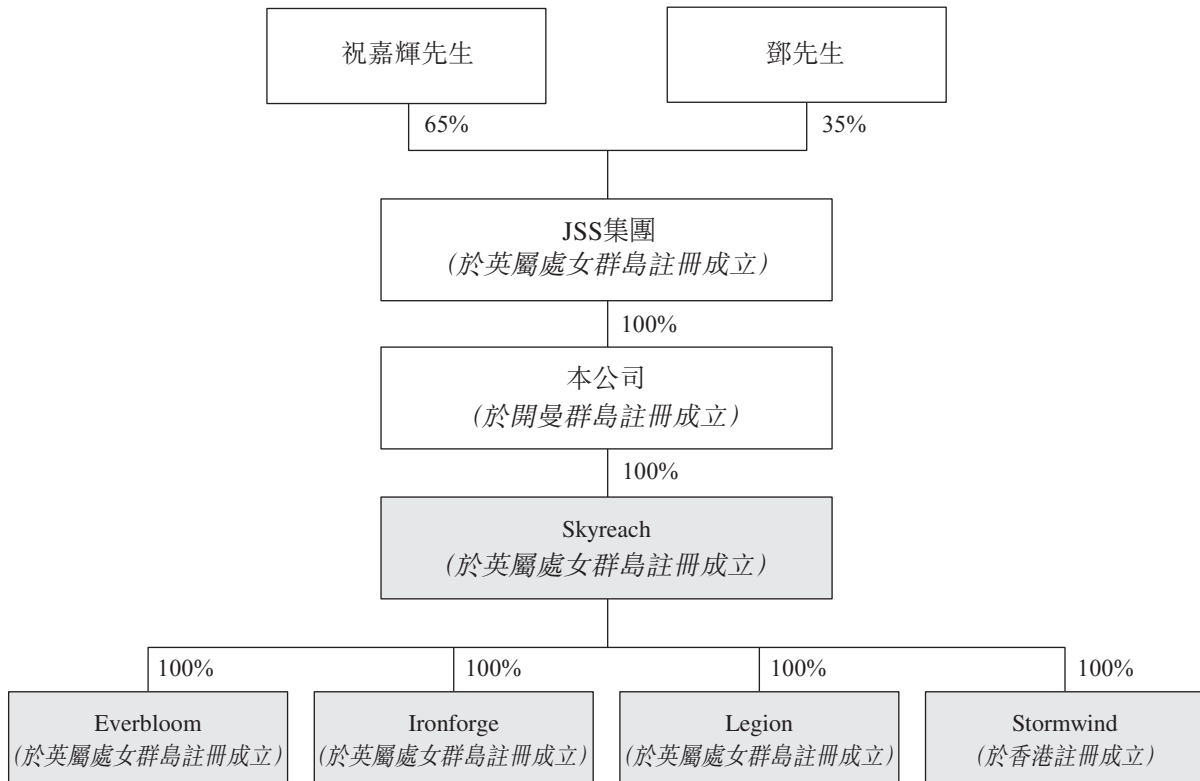 祝嘉輝先生
鄧先生
65%
35%
JSS集團
(於英屬處女群島註冊成立)
100%
本公司
(於開曼群島註冊成立)
100%
Skyreach
(於英屬處女群島註冊成立)
100%
100%
100%
100%
Everbloom
(於英屬處女群島註冊成立)
Ironforge
(於英屬處女群島註冊成立)
Legion
(於英屬處女群島註冊成立)
Stormwind
(於香港註冊成立)